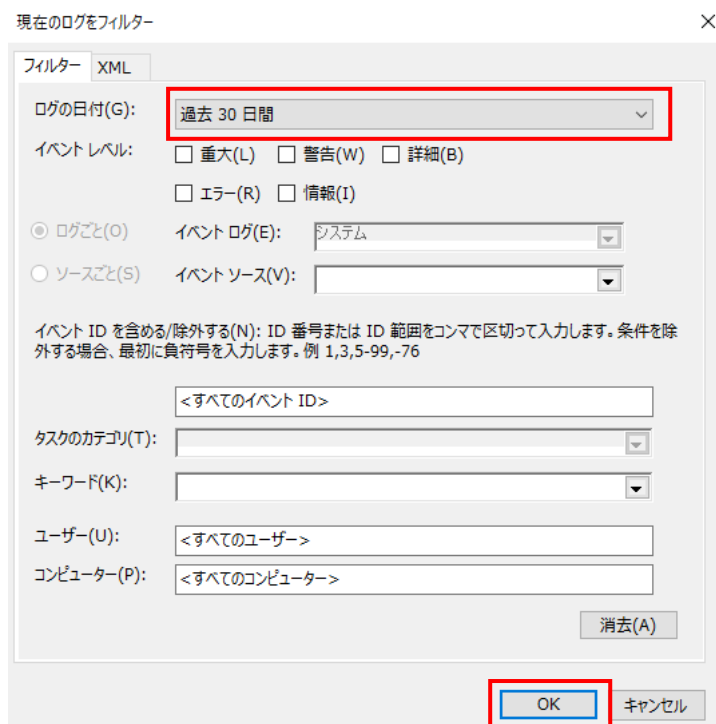 現在のログをフィルター
フィルター XML
ログの日付(G): 過去 30 日間
イベント レベル: 重大(L) 警告(W) 詳細(B)
エラー(R) 情報(I)
ログごと(O) イベント ログ(E): システム
ソースごと(S) イベント ソース(V):
イベント ID を含める/除外する(N): ID 番号または ID 範囲をコンマで区切って入力します。条件を除
外する場合、最初に負符号を入力します。例 1,3,5-99,-76
<すべてのイベント ID>
タスクのカテゴリ(T):
キーワード(K):
ユーザー(U): <すべてのユーザー>
コンピューター(P): <すべてのコンピューター>
消去(A)
OK キャンセル